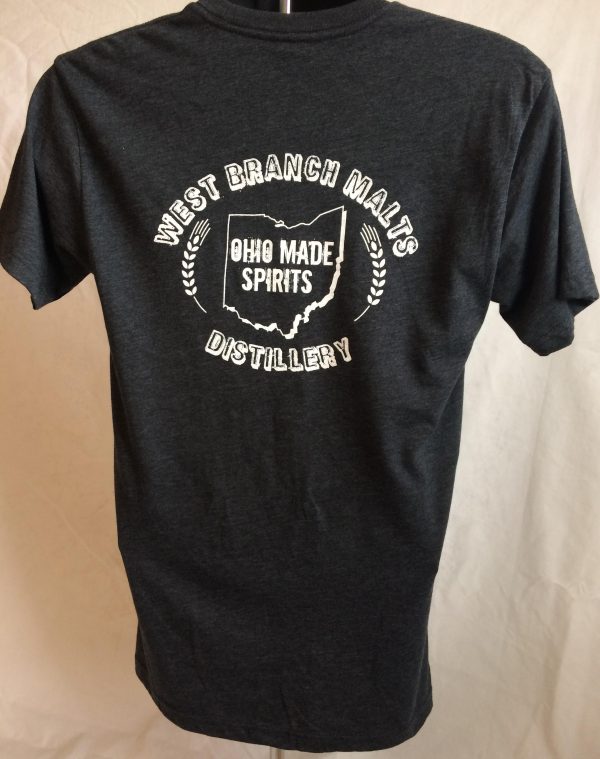 WEST BRANCH MALTS
OHIO MADE
SPIRITS
DISTILLERY